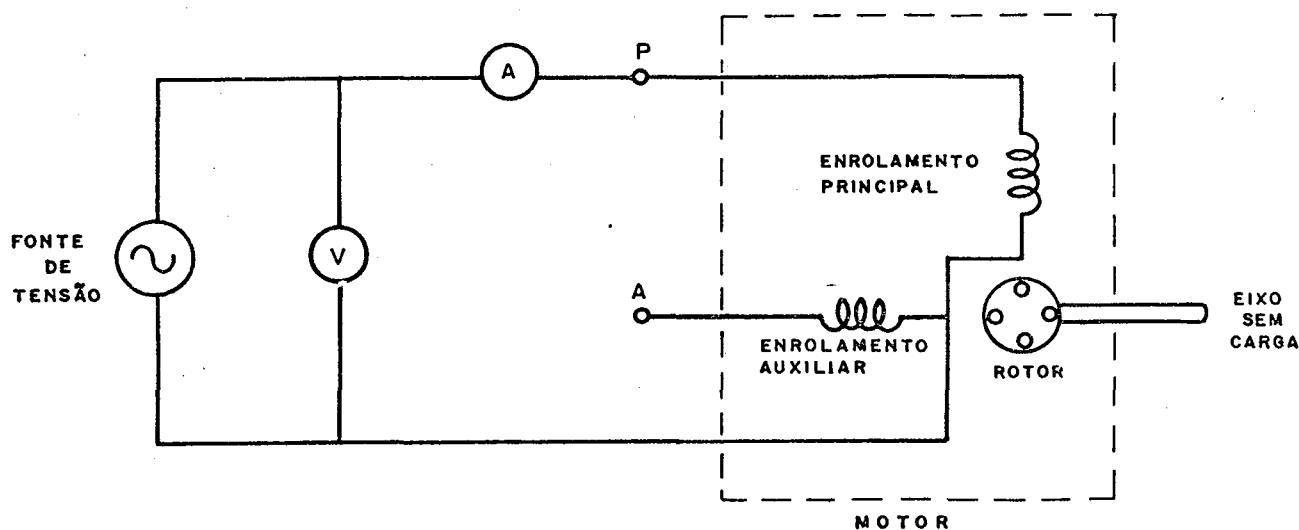 P
A
ENROLAMENTO
PRINCIPAL
FONTE
DE
TENSÃO
V
A
ENROLAMENTO
AUXILIAR
ROTOR
EIXO
SEM
CARGA
MOTOR